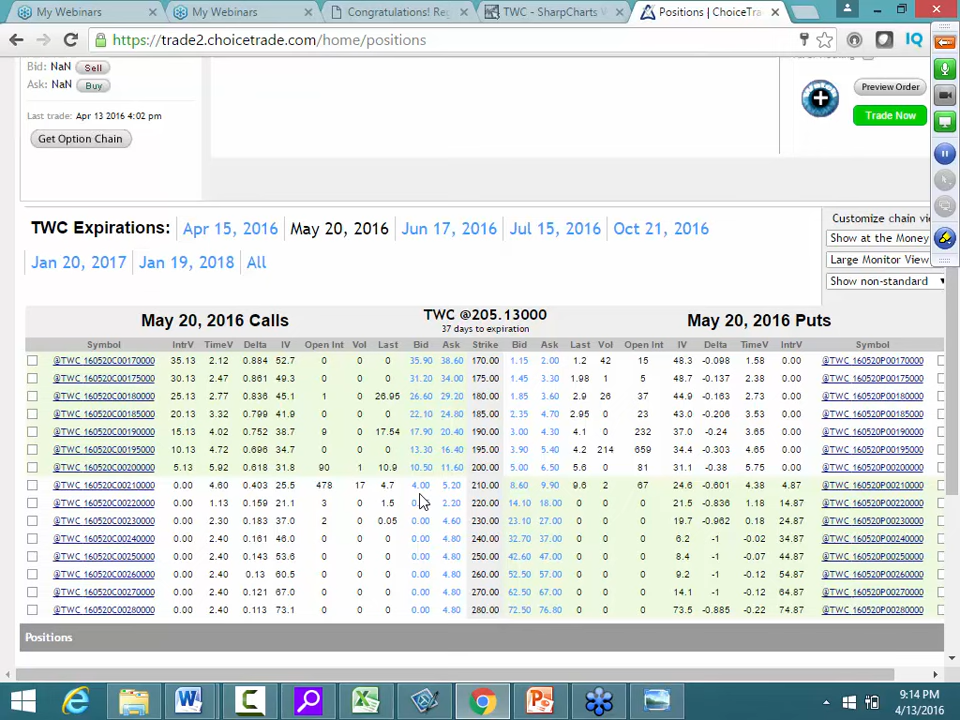 My Webinars
My Webinars
Congratulations! Re
TWC - SharpCharts
Positions | ChoiceTra
https://trade2.choicetrade.com/home/positions
IQ
Bid: NaN Sell
Ask: NaN Buy
Last trade: Apr 13 2016 4:02 pm
Get Option Chain
Preview Order
Trade Now
TWC Expirations: Apr 15, 2016 May 20, 2016 Jun 17, 2016 Jul 15, 2016 Oct 21, 2016
Jan 20, 2017 Jan 19, 2018 All
Customize chain vi
Show at the Money
Large Monitor View
Show non-standard
May 20, 2016 Calls TWC @205.13000 May 20, 2016 Puts
37 days to expiration
Symbol IntrV TimeV Delta IV Open Int Vol Last Bid Ask Strike Bid Ask Last Vol Open Int IV Delta TimeV IntrV Symbol
@TWC 160520C00170000 35.13 2.12 0.884 52.7 0 0 0 35.90 38.60 170.00 1.15 2.00 1.2 42 15 48.3 -0.098 1.58 0.00 @TWC 160520P00170000
@TWC 160520C00175000 30.13 2.47 0.861 49.3 0 0 0 31.20 34.00 175.00 1.45 3.30 1.98 1 5 48.7 -0.137 2.38 0.00 @TWC 160520P00175000
@TWC 160520C00180000 25.13 2.77 0.836 45.1 1 0 26.95 26.60 29.20 180.00 1.85 3.60 2.9 26 37 44.9 -0.163 2.73 0.00 @TWC 160520P00180000
@TWC 160520C00185000 20.13 3.32 0.799 41.9 0 0 0 22.10 24.80 185.00 2.35 4.70 2.95 0 23 43.0 -0.206 3.53 0.00 @TWC 160520P00185000
@TWC 160520C00190000 15.13 4.02 0.752 38.7 9 0 17.54 17.90 20.40 190.00 3.00 4.30 4.1 0 232 37.0 -0.24 3.65 0.00 @TWC 160520P00190000
@TWC 160520C00195000 10.13 4.72 0.696 34.7 0 0 0 13.30 16.40 195.00 3.90 5.40 4.2 214 659 34.4 -0.303 4.65 0.00 @TWC 160520P00195000
@TWC 160520C00200000 5.13 5.92 0.618 31.8 90 1 10.9 10.50 11.60 200.00 5.00 6.50 5.6 0 81 31.1 -0.38 5.75 0.00 @TWC 160520P00200000
@TWC 160520C00210000 0.00 4.60 0.403 25.5 478 17 4.7 4.00 5.20 210.00 8.60 9.90 9.6 2 67 24.6 -0.601 4.38 4.87 @TWC 160520P00210000
@TWC 160520C00220000 0.00 1.13 0.159 21.1 3 0 1.5 2.20 220.00 14.10 18.00 0 0 0 21.5 -0.836 1.18 14.87 @TWC 160520P00220000
@TWC 160520C00230000 0.00 2.30 0.183 37.0 2 0 0.05 0.00 4.60 230.00 23.10 27.00 0 0 0 19.7 -0.962 0.18 24.87 @TWC 160520P00230000
@TWC 160520C00240000 0.00 2.40 0.161 46.0 0 0 0 0.00 4.80 240.00 32.70 37.00 0 0 0 6.2 -1 -0.02 34.87 @TWC 160520P00240000
@TWC 160520C00250000 0.00 2.40 0.143 53.6 0 0 0 0.00 4.80 250.00 42.60 47.00 0 0 0 8.4 -1 -0.07 44.87 @TWC 160520P00250000
@TWC 160520C00260000 0.00 2.40 0.13 60.5 0 0 0 0.00 4.80 260.00 52.50 57.00 0 0 0 9.2 -1 -0.12 54.87 @TWC 160520P00260000
@TWC 160520C00270000 0.00 2.40 0.121 67.0 0 0 0 0.00 4.80 270.00 62.50 67.00 0 0 0 14.1 -1 -0.12 64.87 @TWC 160520P00270000
@TWC 160520C00280000 0.00 2.40 0.113 73.1 0 0 0 0.00 4.80 280.00 72.50 76.80 0 0 0 73.5 -0.885 -0.22 74.87 @TWC 160520P00280000
Positions
9:14 PM
4/13/2016